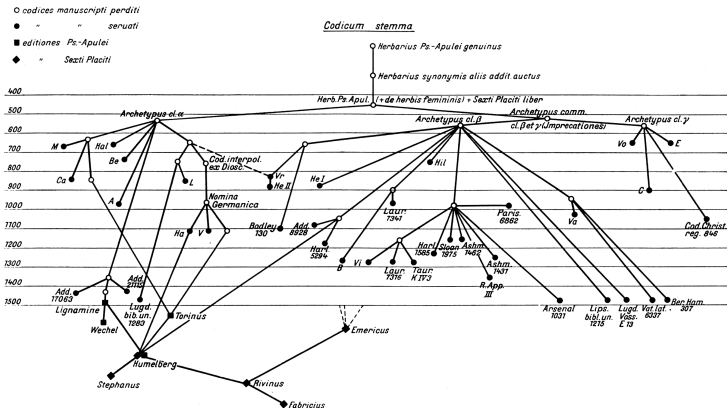 codices manuscripti perditi
" " seruati
editiones Ps.-Apulei
" Sexti Placiti
Codicum stemma
Herbarius Ps.-Apulei genuinus
Herbarius synonymis aliis addit. auctus
Herb. Ps. Apul. (+ de herbis femininis) + Sexti Placiti liber
400
500
600
700
800
900
1000
1100
1200
1300
1400
1500
Archetypus cl. α
Archetypus cl. β
Archetypus comm.
cl. β et γ (Imprecationes)
Archetypus cl. γ
M
Hal
Be
Ca
A
L
Cod. interpol.
ex Diosc.
Vr
He II
He I
Hil
Vo
E
G
Nomina
Germanica
Ha
V
Bodley
130
Add.
8928
Harl.
5294
B
Laur.
7341
Vi
Laur.
7316
Taur.
K IV 3
Harl.
1585
Sloan
1975
Ashm.
1462
Ashm.
1431
R. App.
III
Paris.
6862
Va
Cod. Christ.
reg. 846
Add.
17063
Add.
21115
Lignamine
Wechel
Lugd.
bib. un.
1283
Torinus
Humelberg
Stephanus
Emericus
Rivinus
Fabricius
Arsenal
1031
Lips.
bibl. un.
1215
Lugd.
Voss.
E 13
Vat. lat.
6337
Ber. Ham.
307